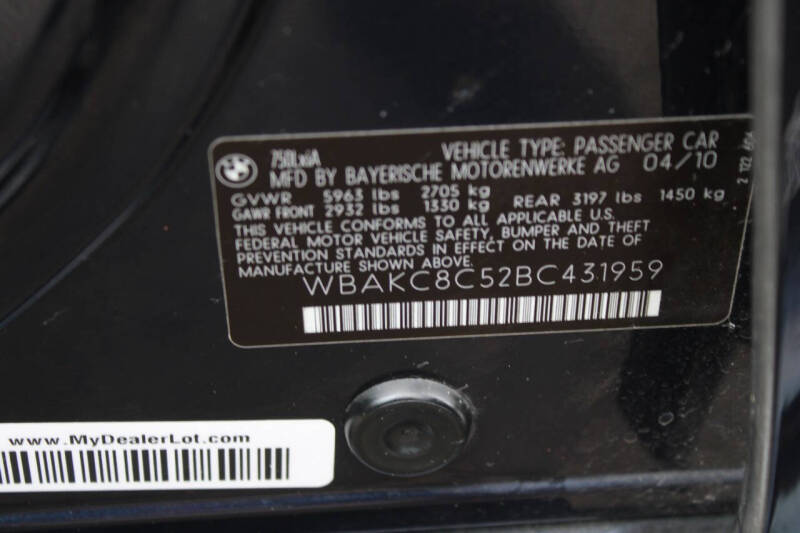 BMW
750LxiA VEHICLE TYPE: PASSENGER CAR
MFD BY BAYERISCHE MOTORENWERKE AG 04/10
GVWR 5963 lbs 2705 kg
GAWR FRONT 2932 lbs 1330 kg REAR 3197 lbs 1450 kg
THIS VEHICLE CONFORMS TO ALL APPLICABLE U.S.
FEDERAL MOTOR VEHICLE SAFETY, BUMPER AND THEFT
PREVENTION STANDARDS IN EFFECT ON THE DATE OF
MANUFACTURE SHOWN ABOVE.
WBAKC8C52BC431959
www.MyDealerLot.com